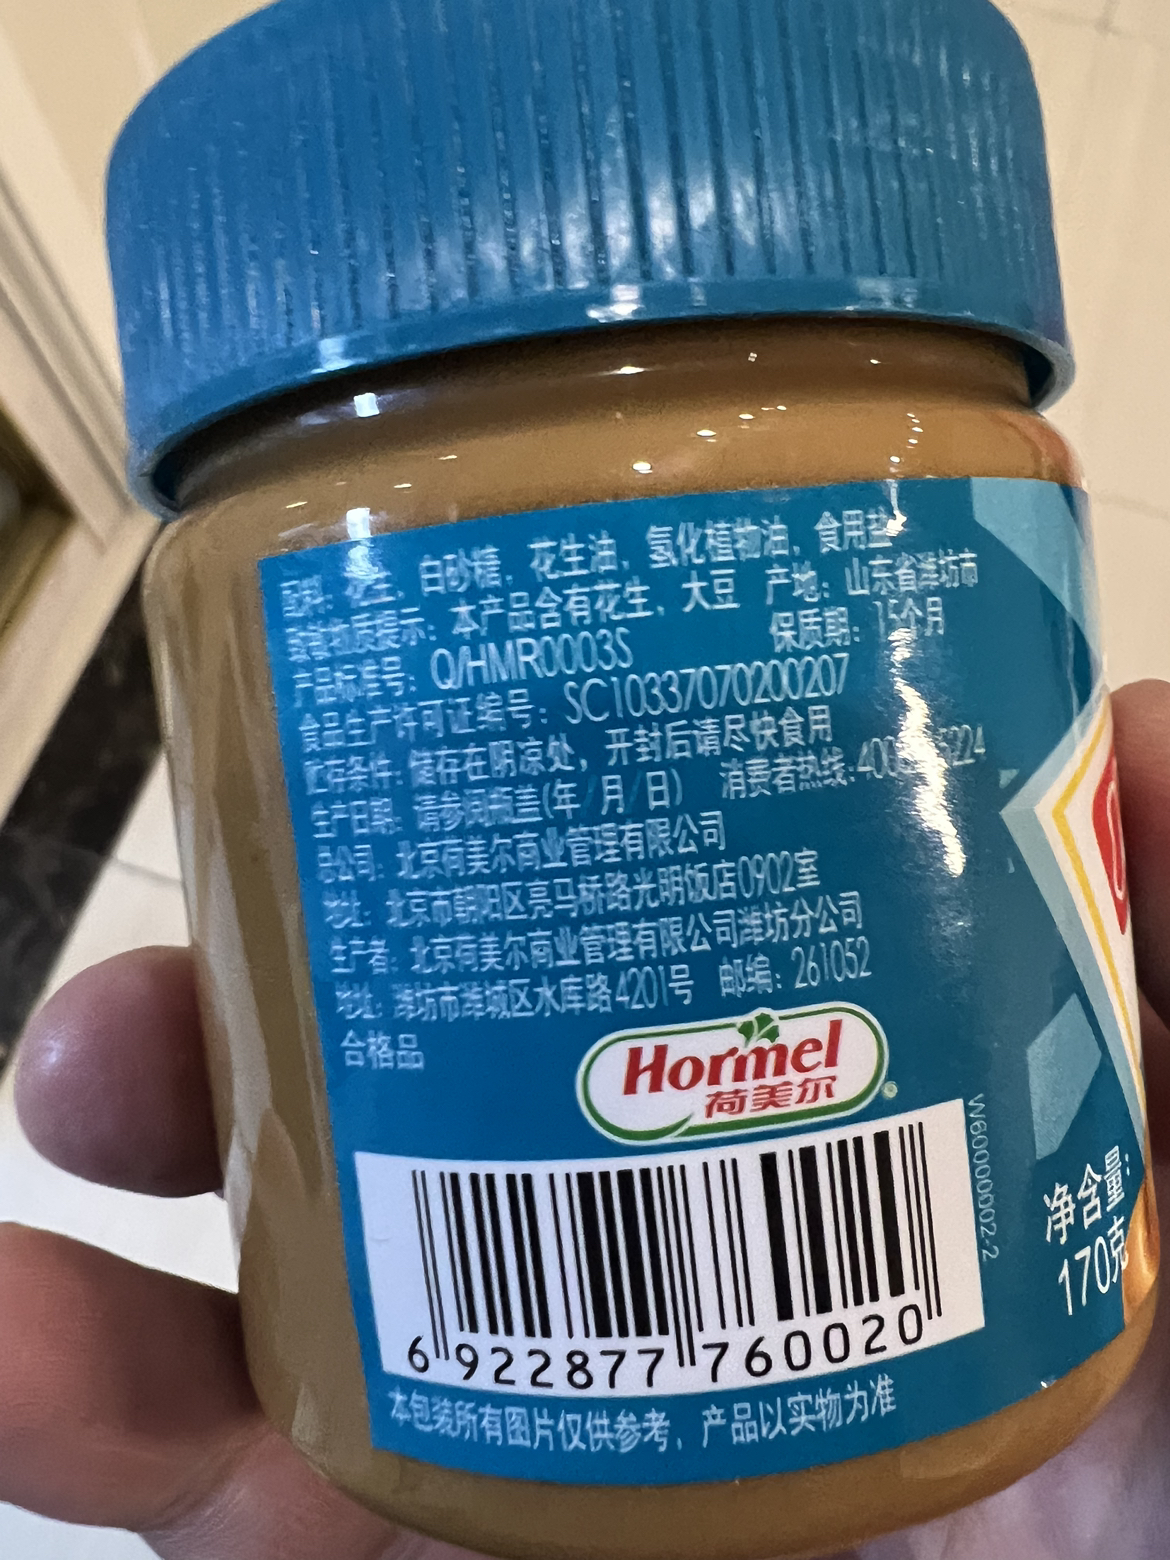 配料：花生、白砂糖、花生油、氢化植物油、食用盐
致敏物质提示：本产品含有花生、大豆 产地：山东省潍坊市
产品标准号：Q/HMR0003S 保质期：15个月
食品生产许可证编号：SC10337070200207
贮存条件：储存在阴凉处，开封后请尽快食用
生产日期：请参阅瓶盖(年/月/日) 消费者热线:400
公司：北京荷美尔商业管理有限公司
地址：北京市朝阳区亮马桥路光明饭店0902室
生产者：北京荷美尔商业管理有限公司潍坊分公司
地址：潍坊市潍城区水库路4201号 邮编：261052
合格品
Hormel
荷美尔
W60000002-2
净含量：
170克
6 922877 760020
本包装所有图片仅供参考，产品以实物为准